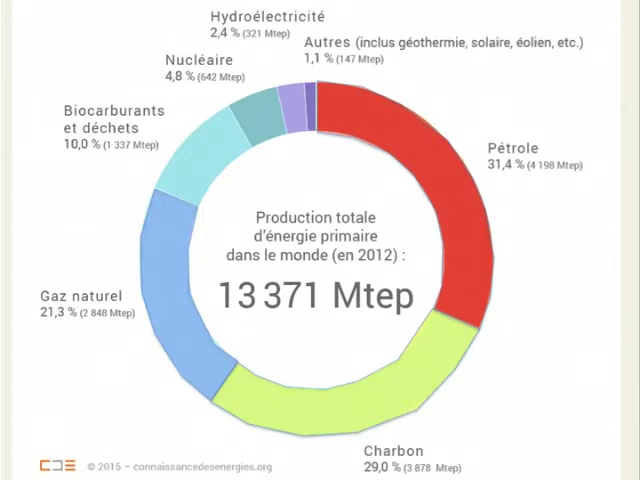 Hydroélectricité
2,4 % (321 Mtep)
Autres (inclus géothermie, solaire, éolien, etc.)
1,1 % (147 Mtep)
Nucléaire
4,8 % (642 Mtep)
Biocarburants
et déchets
10,0 % (1 337 Mtep)
Pétrole
31,4 % (4 198 Mtep)
Production totale
d'énergie primaire
dans le monde (en 2012) :
13 371 Mtep
Gaz naturel
21,3 % (2 848 Mtep)
Charbon
29,0 % (3 878 Mtep)
CDE © 2015 – connaissancedesenergies.org